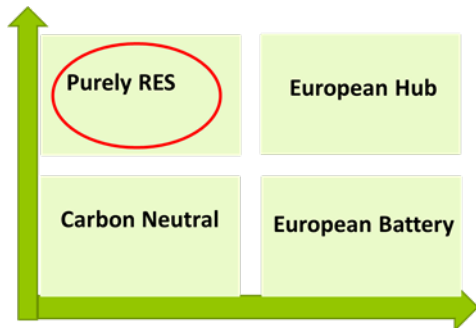 Purely RES
European Hub
Carbon Neutral
European Battery